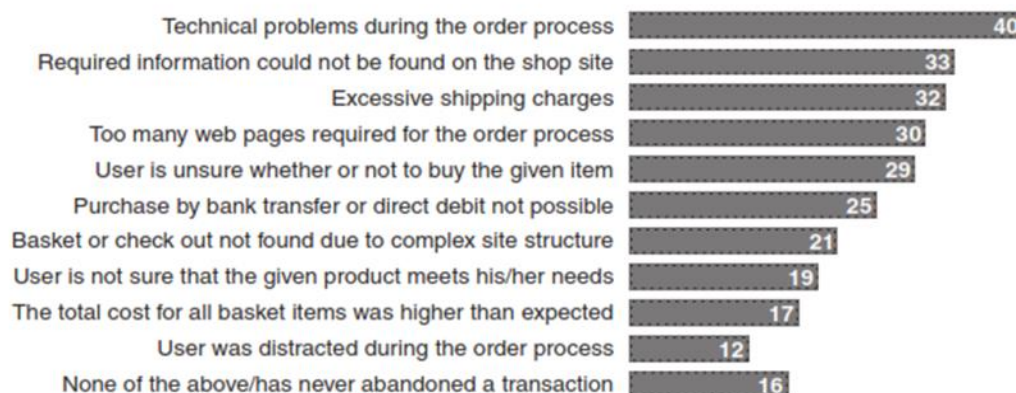 Technical problems during the order process 40
Required information could not be found on the shop site 33
Excessive shipping charges 32
Too many web pages required for the order process 30
User is unsure whether or not to buy the given item 29
Purchase by bank transfer or direct debit not possible 25
Basket or check out not found due to complex site structure 21
User is not sure that the given product meets his/her needs 19
The total cost for all basket items was higher than expected 17
User was distracted during the order process 12
None of the above/has never abandoned a transaction 16